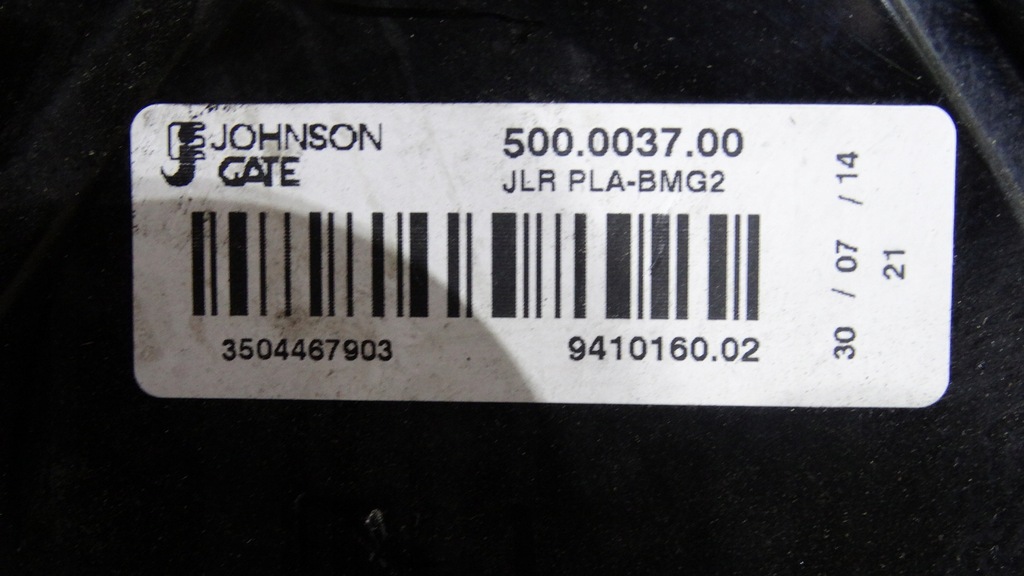 JOHNSON
GATE
500.0037.00
JLR PLA-BMG2
3504467903
9410160.02
30 / 07 / 14
21